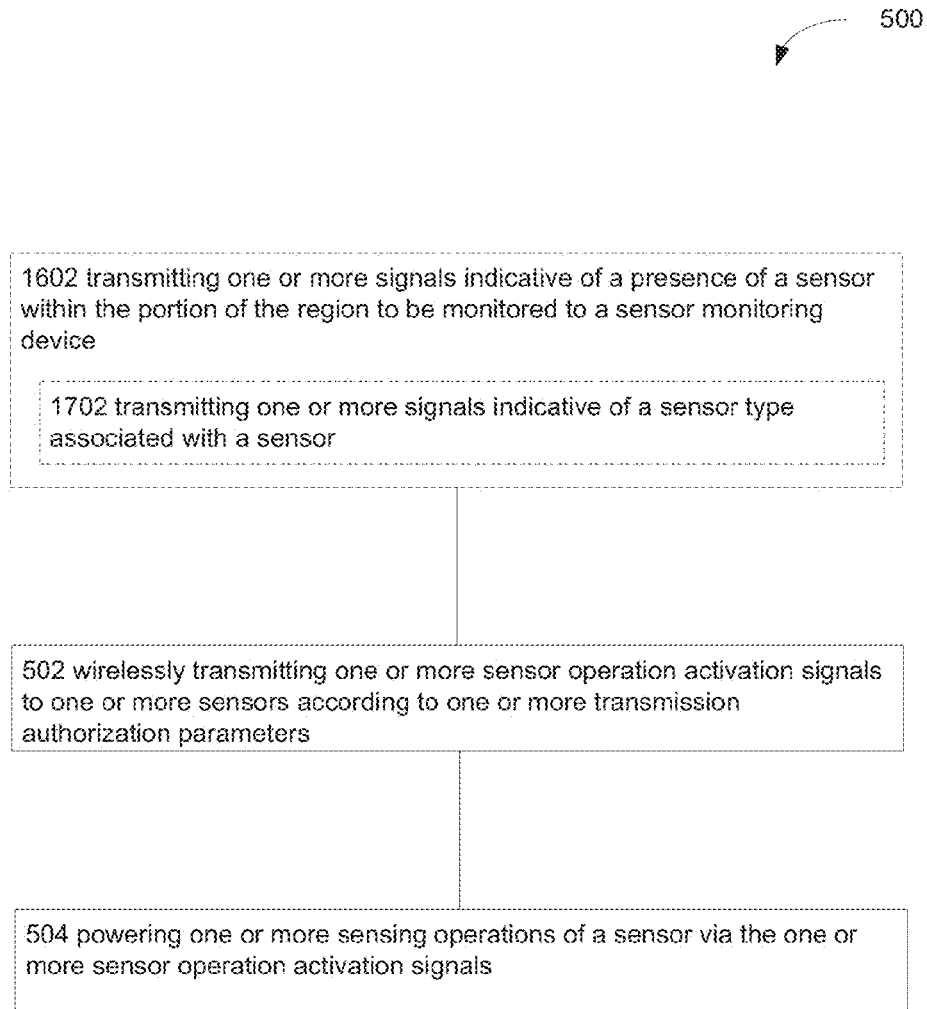 500
1602 transmitting one or more signals indicative of a presence of a sensor
within the portion of the region to be monitored to a sensor monitoring
device
1702 transmitting one or more signals indicative of a sensor type
associated with a sensor
502 wirelessly transmitting one or more sensor operation activation signals
to one or more sensors according to one or more transmission
authorization parameters
504 powering one or more sensing operations of a sensor via the one or
more sensor operation activation signals